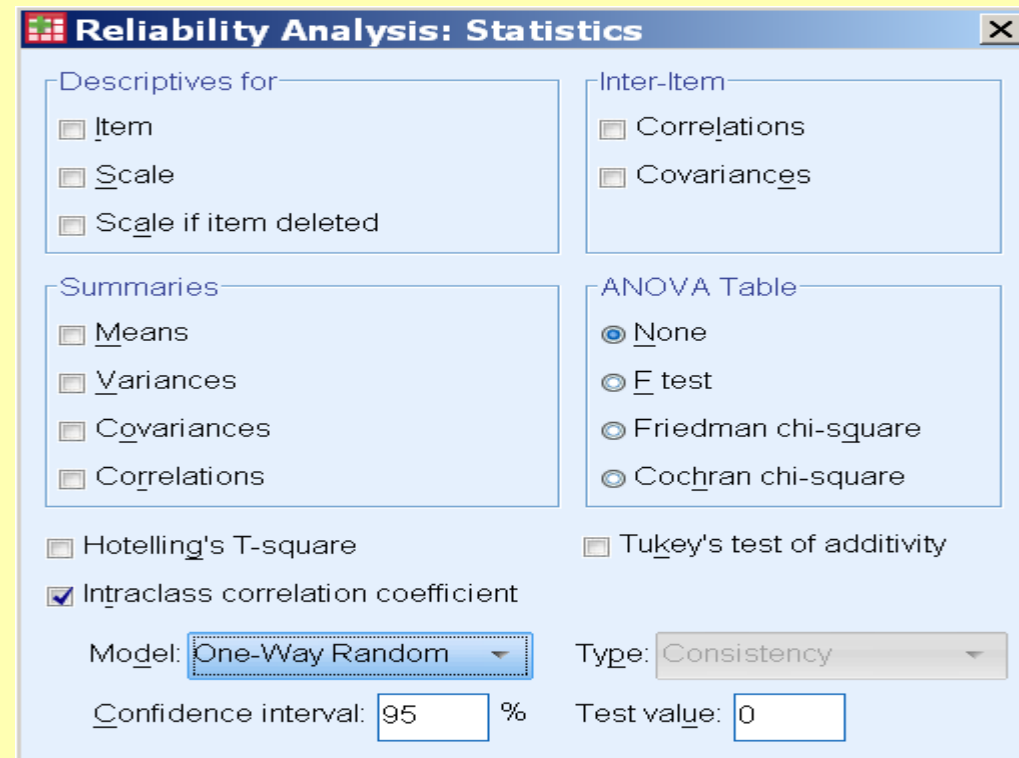 Reliability Analysis: Statistics
Descriptives for
Item
Scale
Scale if item deleted
Inter-Item
Correlations
Covariances
Summaries
Means
Variances
Covariances
Correlations
ANOVA Table
None
F test
Friedman chi-square
Cochran chi-square
Hotelling's T-square
Tukey's test of additivity
Intraclass correlation coefficient
Model: One-Way Random
Type: Consistency
Confidence interval: 95 %
Test value: 0